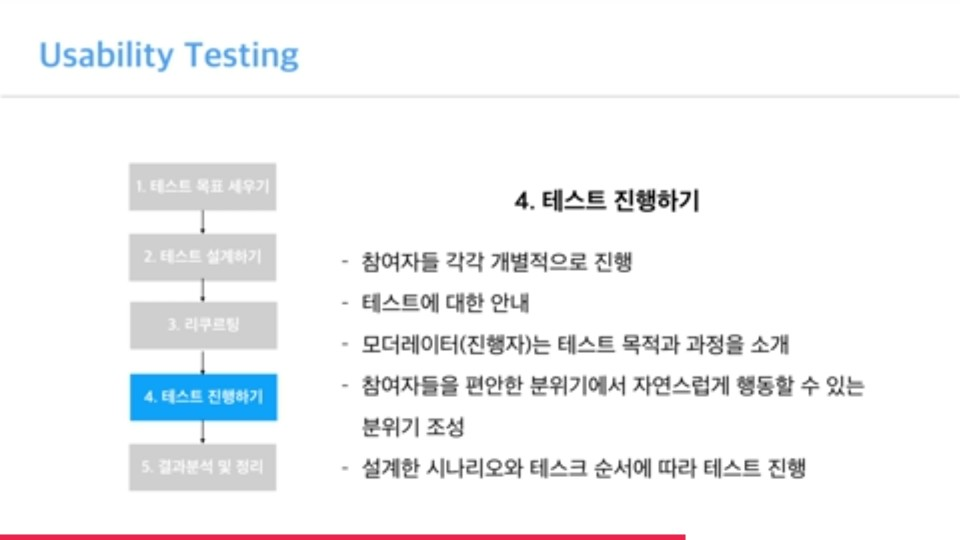 Usability Testing
1. 테스트 목표 세우기
2. 테스트 설계하기
3. 리쿠르팅
4. 테스트 진행하기
5. 결과분석 및 정리
4. 테스트 진행하기
- 참여자들 각각 개별적으로 진행
- 테스트에 대한 안내
- 모더레이터(진행자)는 테스트 목적과 과정을 소개
- 참여자들을 편안한 분위기에서 자연스럽게 행동할 수 있는
분위기 조성
- 설계한 시나리오와 테스크 순서에 따라 테스트 진행